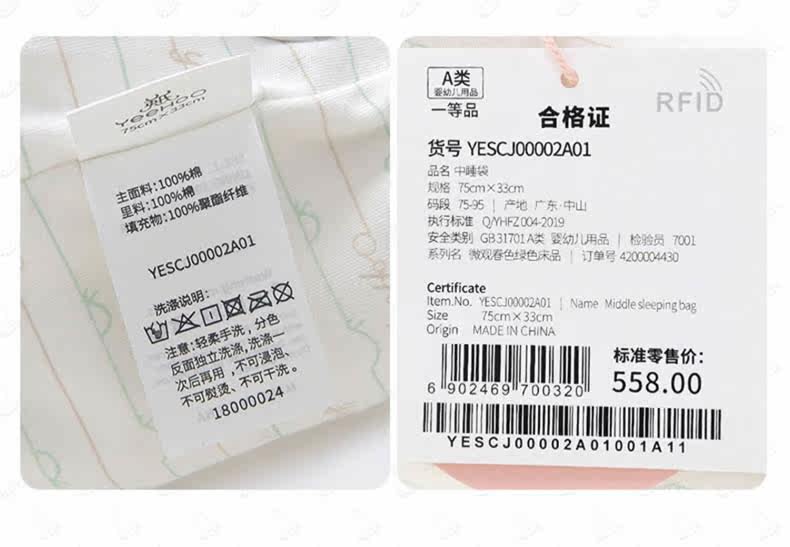 英氏
YeeHoo
75cm×33cm
主面料:100%棉
里料:100%棉
填充物:100%聚酯纤维
YESCJ00002A01
洗涤说明:
注意:轻柔手洗,分色
反面独立洗涤,洗涤一
次后再用,不可浸泡、
不可熨烫、不可干洗。
18000024
A类
婴幼儿用品
一等品
RFID
合格证
货号 YESCJ00002A01
品名 中睡袋
规格 75cm×33cm
码段 75-95 | 产地 广东·中山
执行标准 Q/YHFZ 004-2019
安全类别 GB 31701 A类 婴幼儿用品 | 检验员 7001
系列名 微观春色绿色床品 | 订单号 4200004430
Certificate
Item.No. YESCJ00002A01 | Name Middle sleeping bag
Size 75cm×33cm
Origin MADE IN CHINA
标准零售价:
558.00
6 902469 700320
YESCJ00002A01001A11